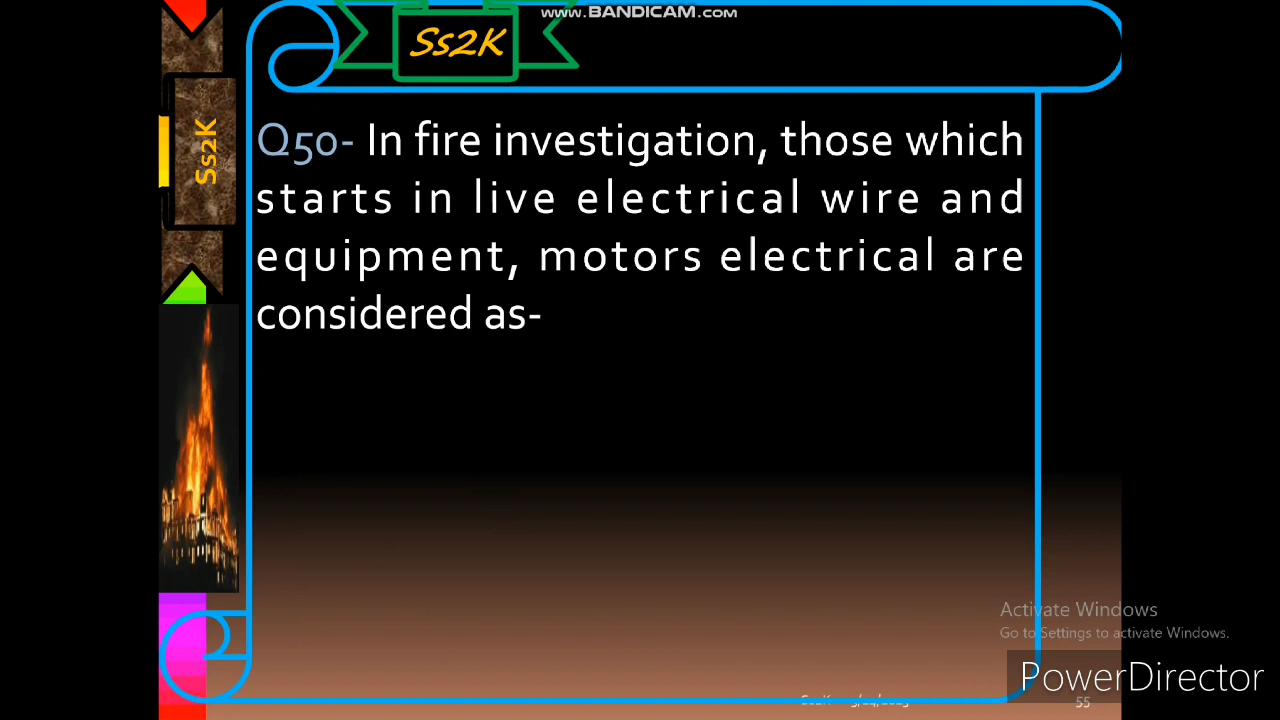 www.BANDICAM.com
Ss2K
Ss2K
Q50- In fire investigation, those which
starts in live electrical wire and
equipment, motors electrical are
considered as-
Activate Windows
Go to Settings to activate Windows.
PowerDirector
Ss2K
55